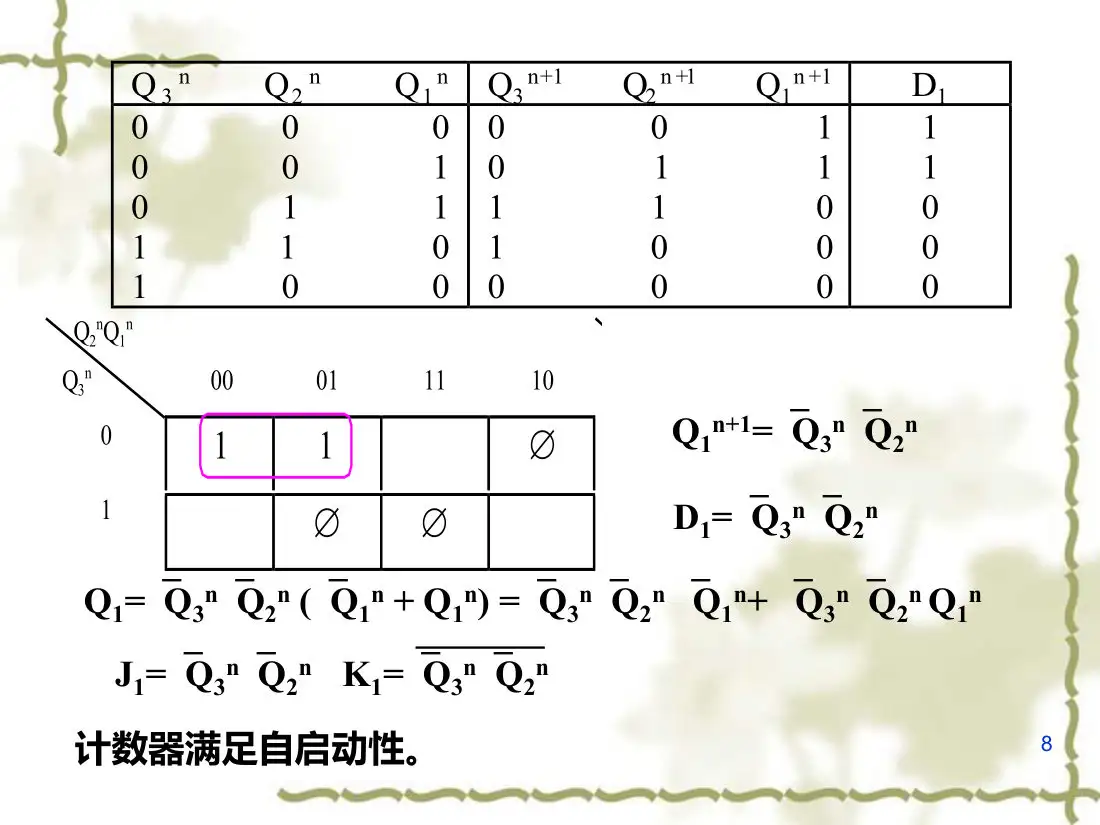 Q₃ⁿ Q₂ⁿ Q₁ⁿ Q₃ⁿ⁺¹ Q₂ⁿ⁺¹ Q₁ⁿ⁺¹ D₁
0 0 0 0 0 1 1
0 0 1 0 1 1 1
0 1 1 1 1 0 0
1 1 0 1 0 0 0
1 0 0 0 0 0 0
Q₂ⁿQ₁ⁿ
Q₃ⁿ 00 01 11 10
0 1 1 ∅
1 ∅ ∅
Q₁ⁿ⁺¹= Q̅₃ⁿ Q̅₂ⁿ
D₁= Q̅₃ⁿ Q̅₂ⁿ
Q₁= Q̅₃ⁿ Q̅₂ⁿ ( Q̅₁ⁿ + Q₁ⁿ) = Q̅₃ⁿ Q̅₂ⁿ Q̅₁ⁿ+ Q̅₃ⁿ Q̅₂ⁿ Q₁ⁿ
J₁= Q̅₃ⁿ Q̅₂ⁿ K₁= \overline{Q̅₃ⁿ Q̅₂ⁿ}
计数器满足自启动性。
8